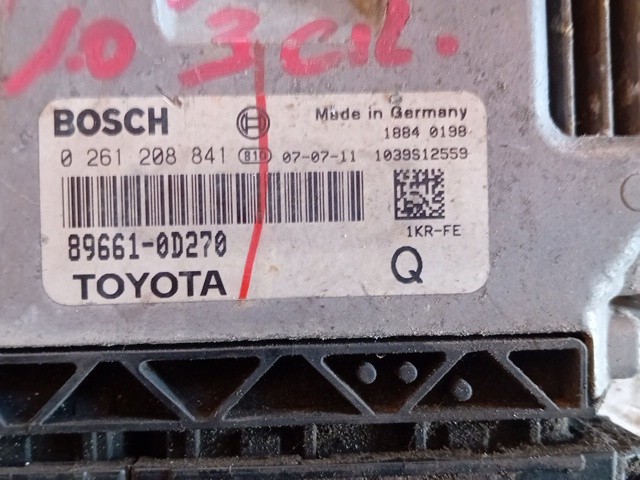 1.0 3 CIL.
BOSCH
Made in Germany
1884 0198
0 261 208 841 810 07-07-11 1039S12559
89661-0D270
1KR-FE
TOYOTA
Q